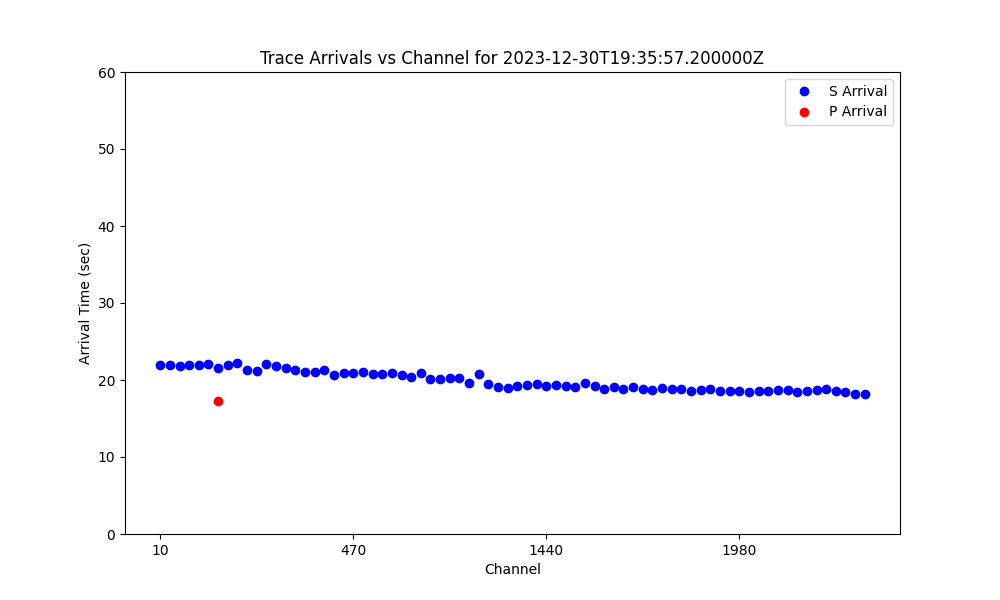 Trace Arrivals vs Channel for 2023-12-30T19:35:57.200000Z
S Arrival
P Arrival
60
50
40
30
20
10
0
Arrival Time (sec)
10 470 1440 1980
Channel